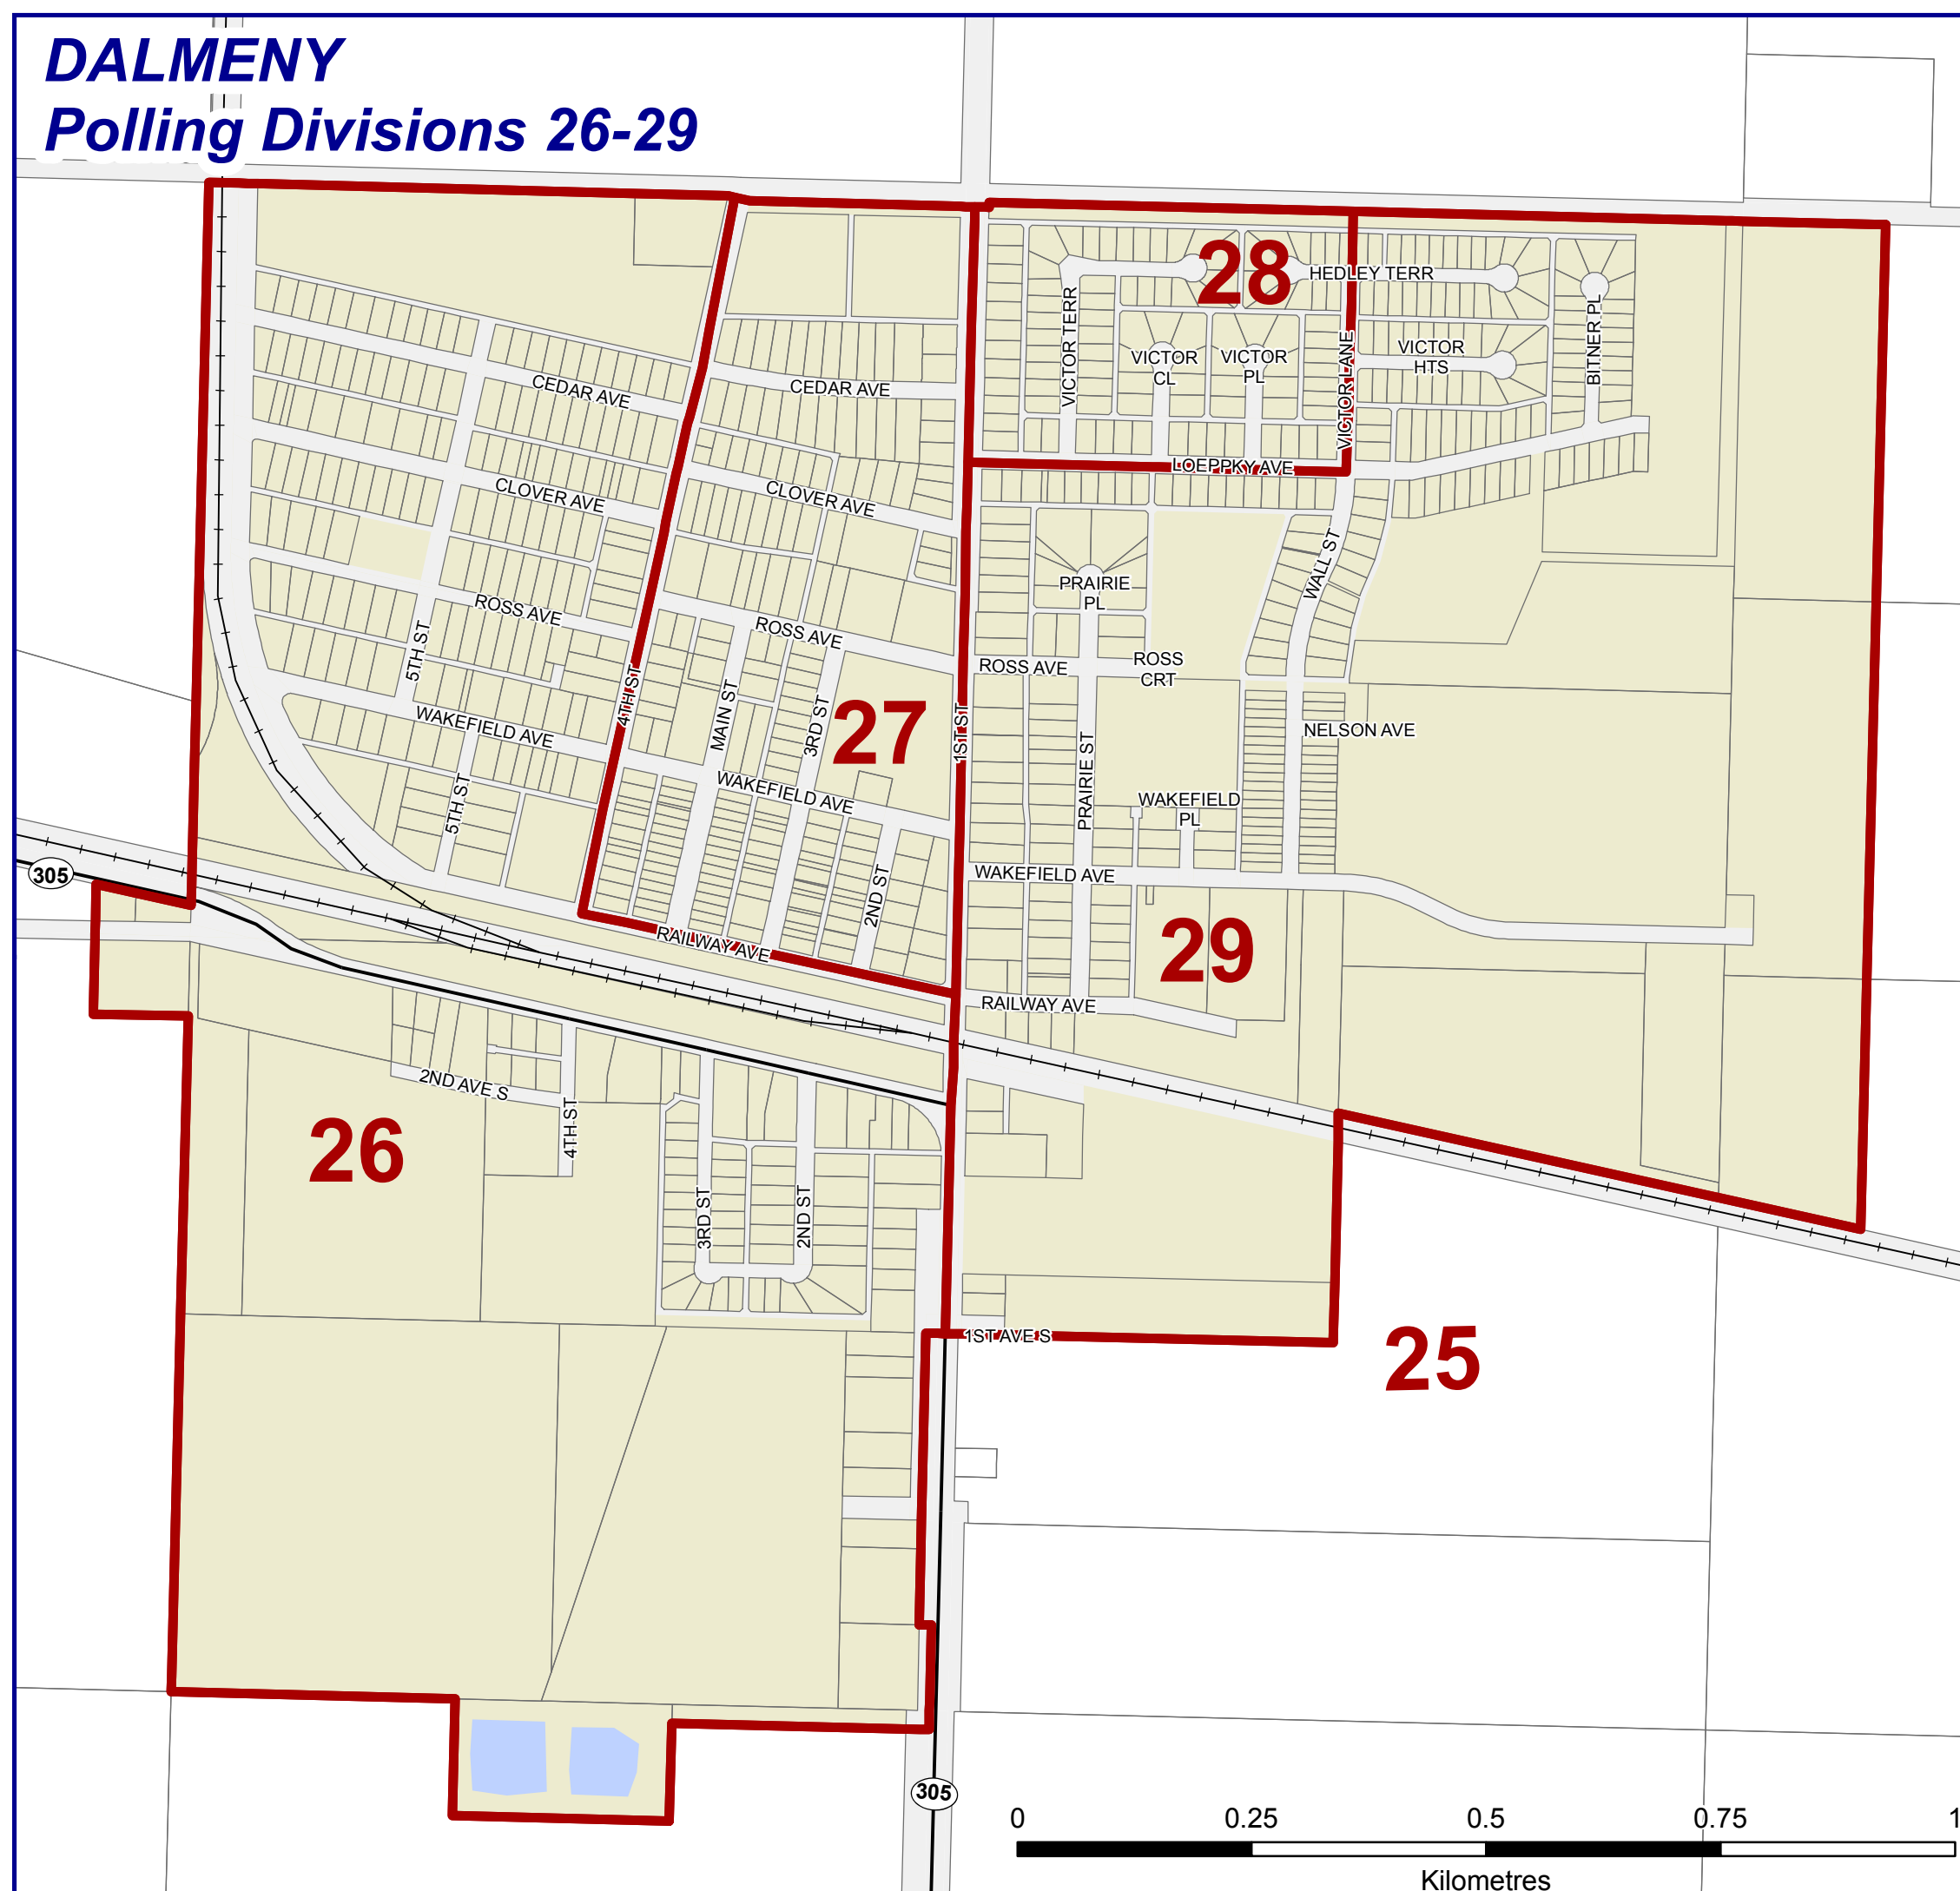 DALMENY
Polling Divisions 26-29
28
HEDLEY TERR
VICTOR TERR
VICTOR
CL
VICTOR
PL
VICTOR LANE
VICTOR
HTS
BITNER PL
CEDAR AVE
CEDAR AVE
LOEPPKY AVE
CLOVER AVE
CLOVER AVE
WALL ST
PRAIRIE
PL
ROSS AVE
ROSS AVE
ROSS AVE
ROSS
CRT
5TH ST
4TH ST
MAIN ST
3RD ST
27
1ST ST
NELSON AVE
PRAIRIE ST
WAKEFIELD AVE
WAKEFIELD AVE
WAKEFIELD
PL
5TH ST
305
WAKEFIELD AVE
2ND ST
RAILWAY AVE
29
RAILWAY AVE
2ND AVE S
4TH ST
26
3RD ST
2ND ST
1ST AVE S
25
305
0
0.25
0.5
0.75
1
Kilometres